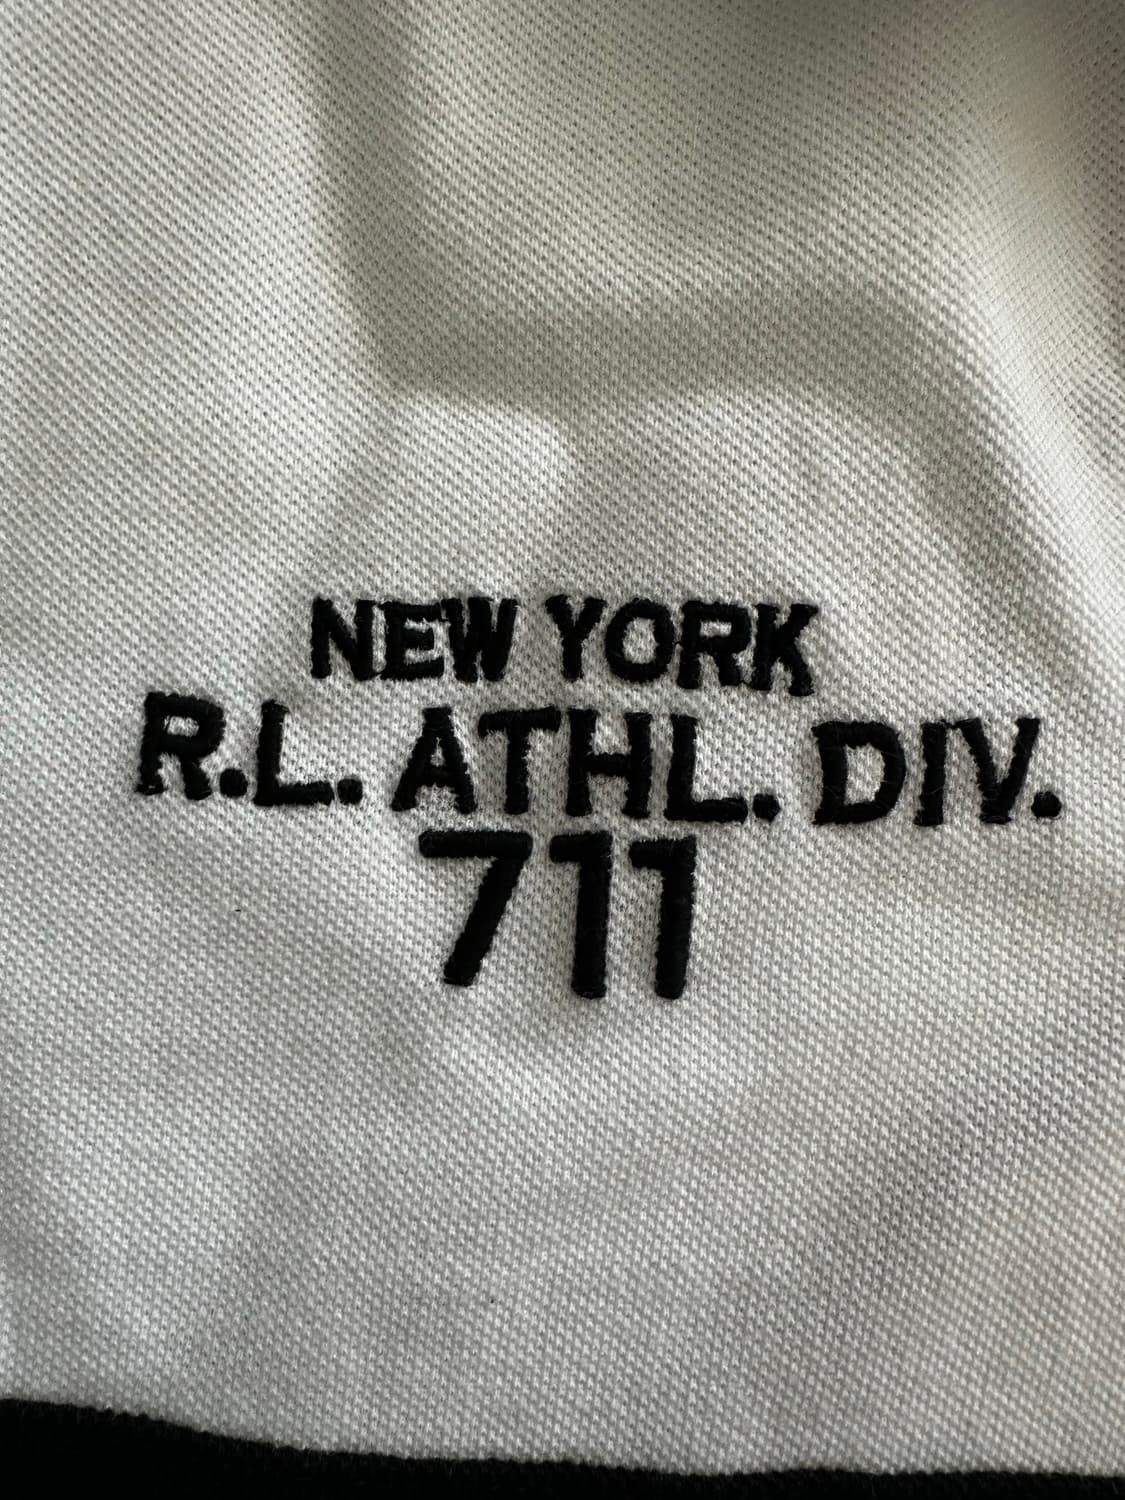 NEW YORK
R.L. ATHL. DIV.
711